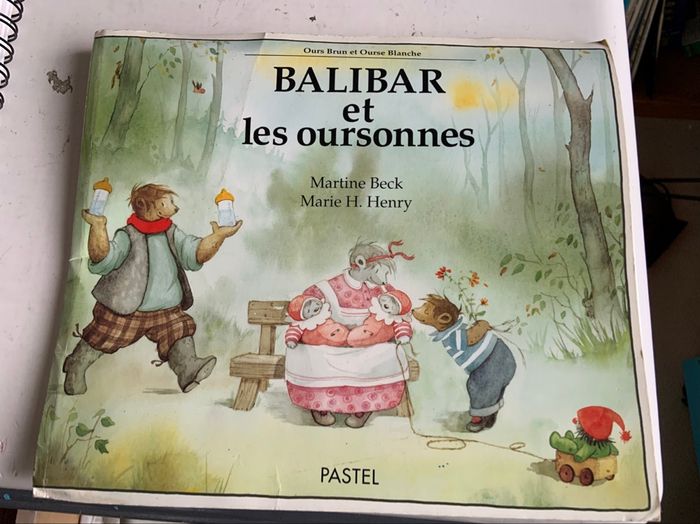 Ours Brun et Ourse Blanche
BALIBAR
et
les oursonnes
Martine Beck
Marie H. Henry
PASTEL